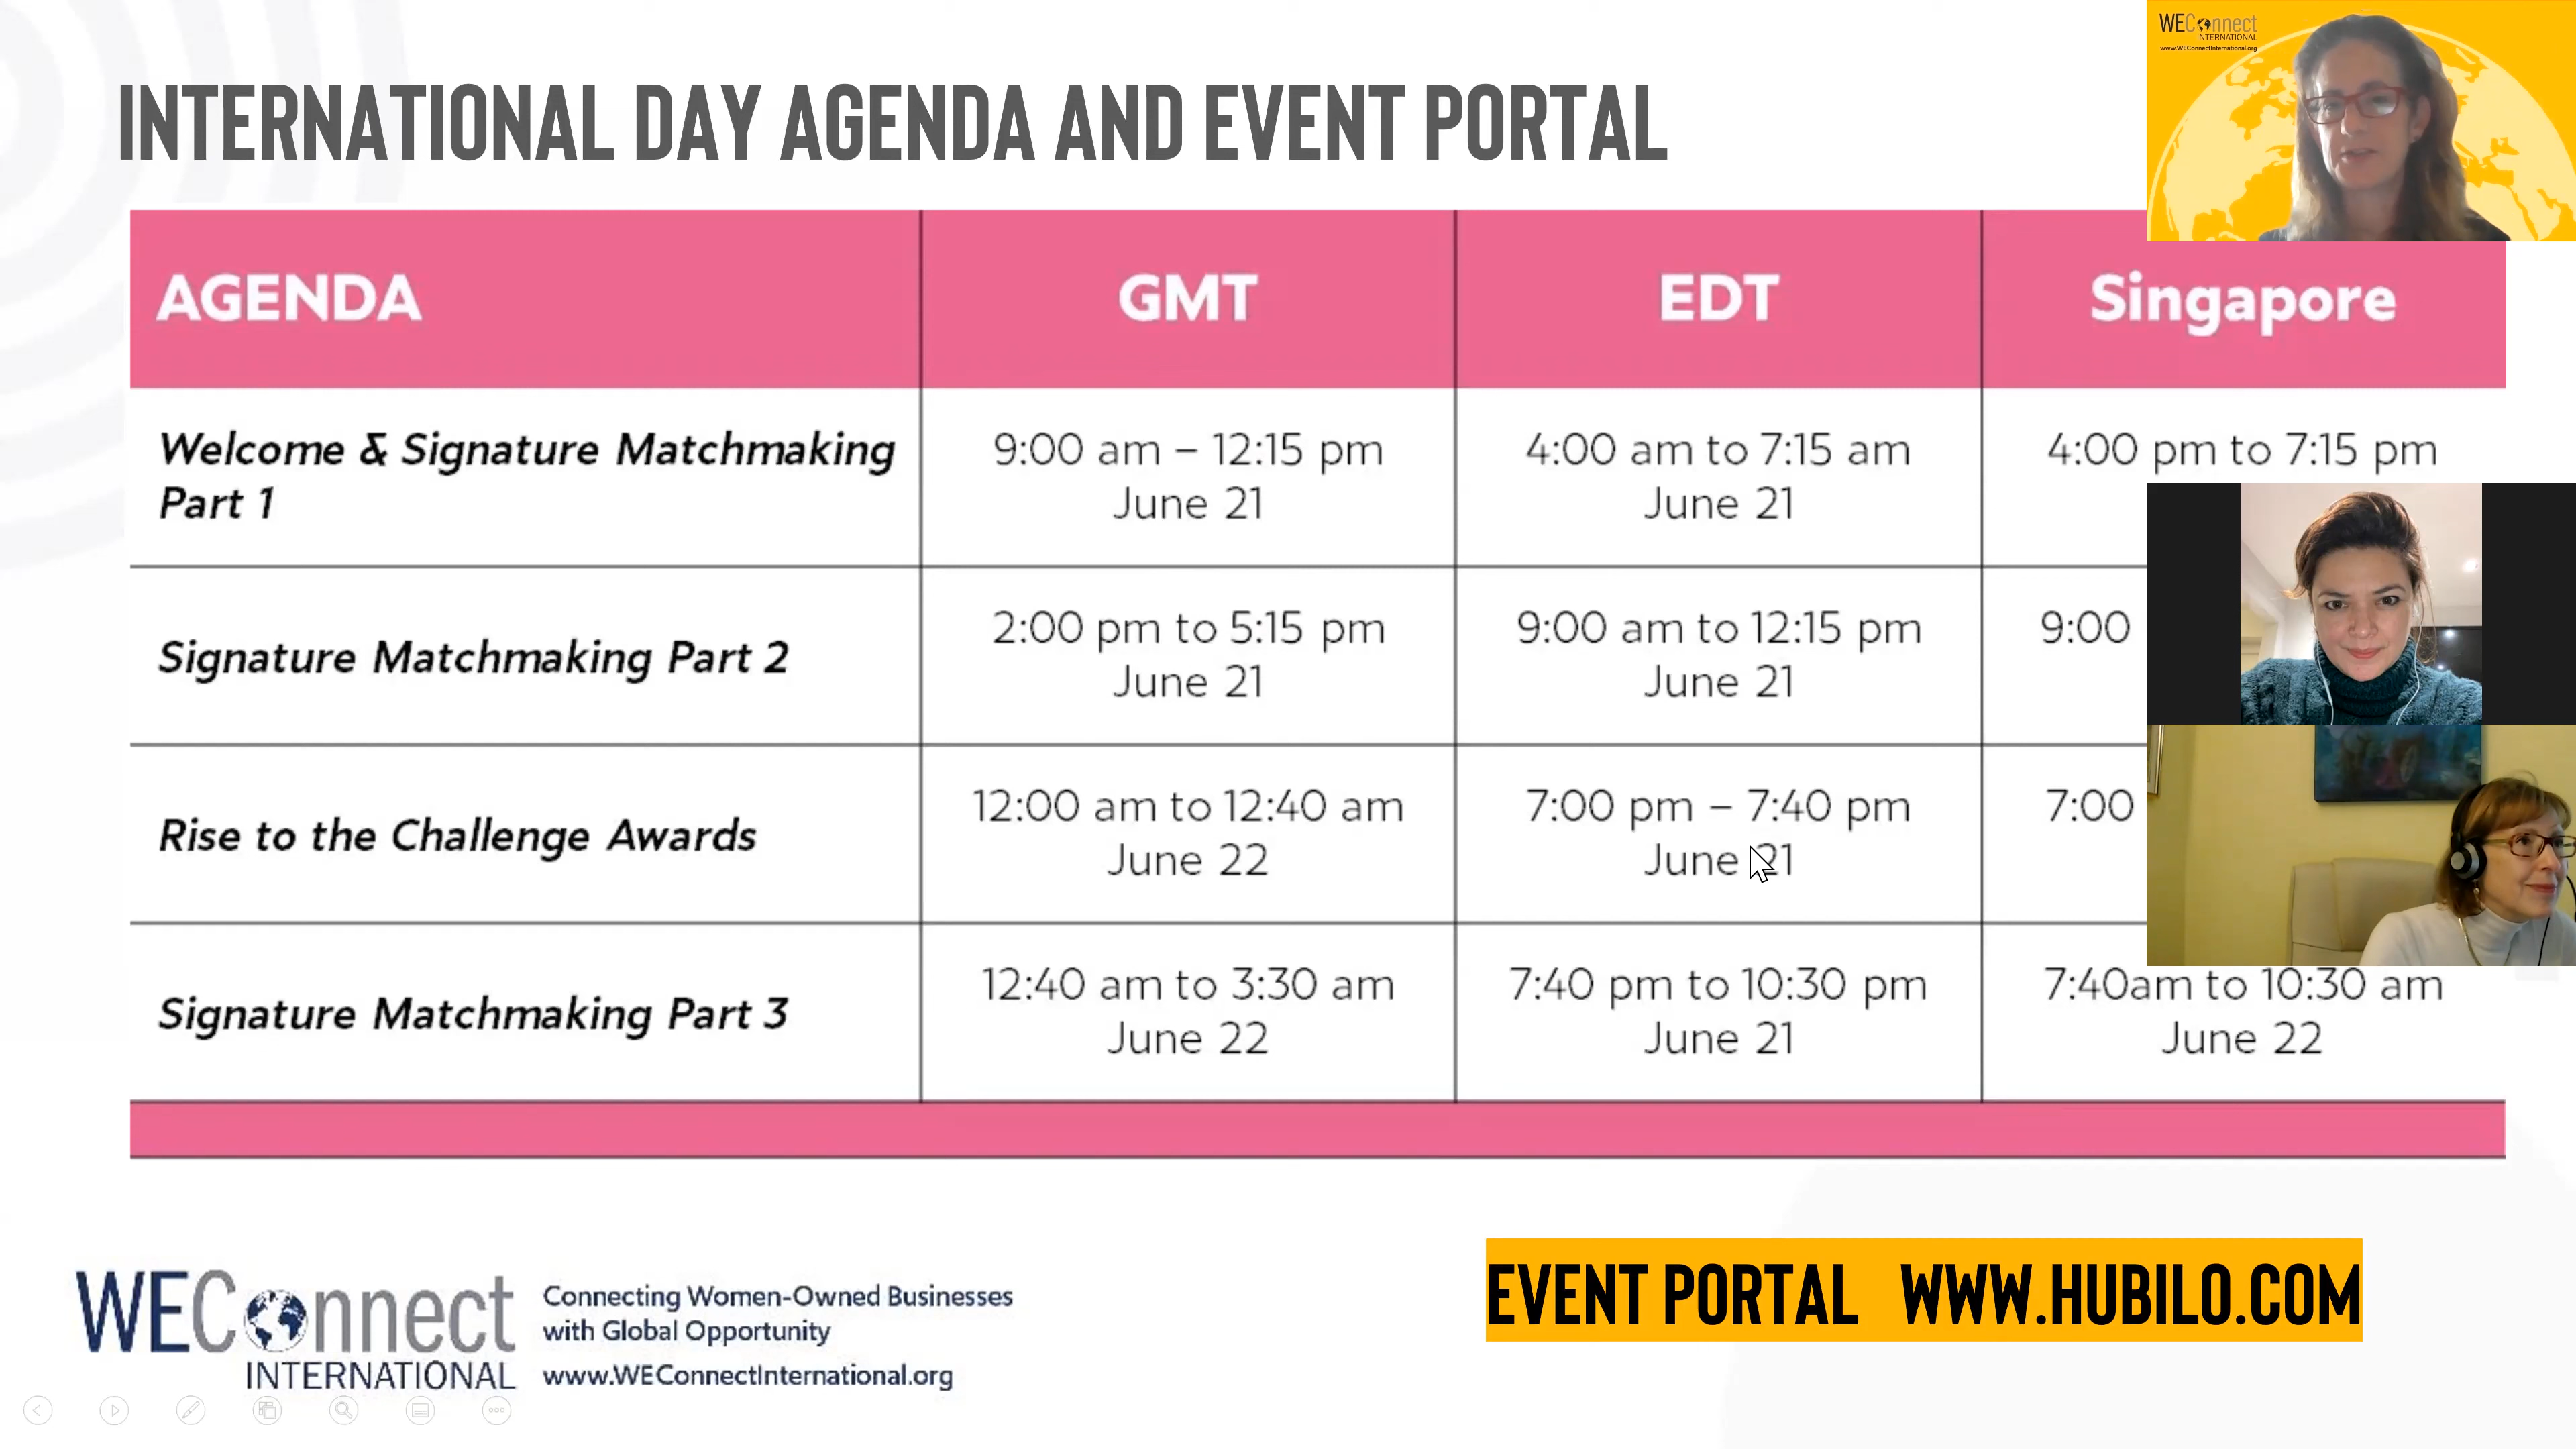 INTERNATIONAL DAY AGENDA AND EVENT PORTAL
WEConnect
INTERNATIONAL
www.WEConnectInternational.org
AGENDA GMT EDT Singapore
Welcome & Signature Matchmaking 9:00 am – 12:15 pm 4:00 am to 7:15 am 4:00 pm to 7:15 pm
Part 1 June 21 June 21
Signature Matchmaking Part 2 2:00 pm to 5:15 pm 9:00 am to 12:15 pm 9:00
June 21 June 21
Rise to the Challenge Awards 12:00 am to 12:40 am 7:00 pm – 7:40 pm 7:00
June 22 June 21
Signature Matchmaking Part 3 12:40 am to 3:30 am 7:40 pm to 10:30 pm 7:40am to 10:30 am
June 22 June 21 June 22
WEConnect
INTERNATIONAL
Connecting Women-Owned Businesses
with Global Opportunity
www.WEConnectInternational.org
EVENT PORTAL WWW.HUBILO.COM